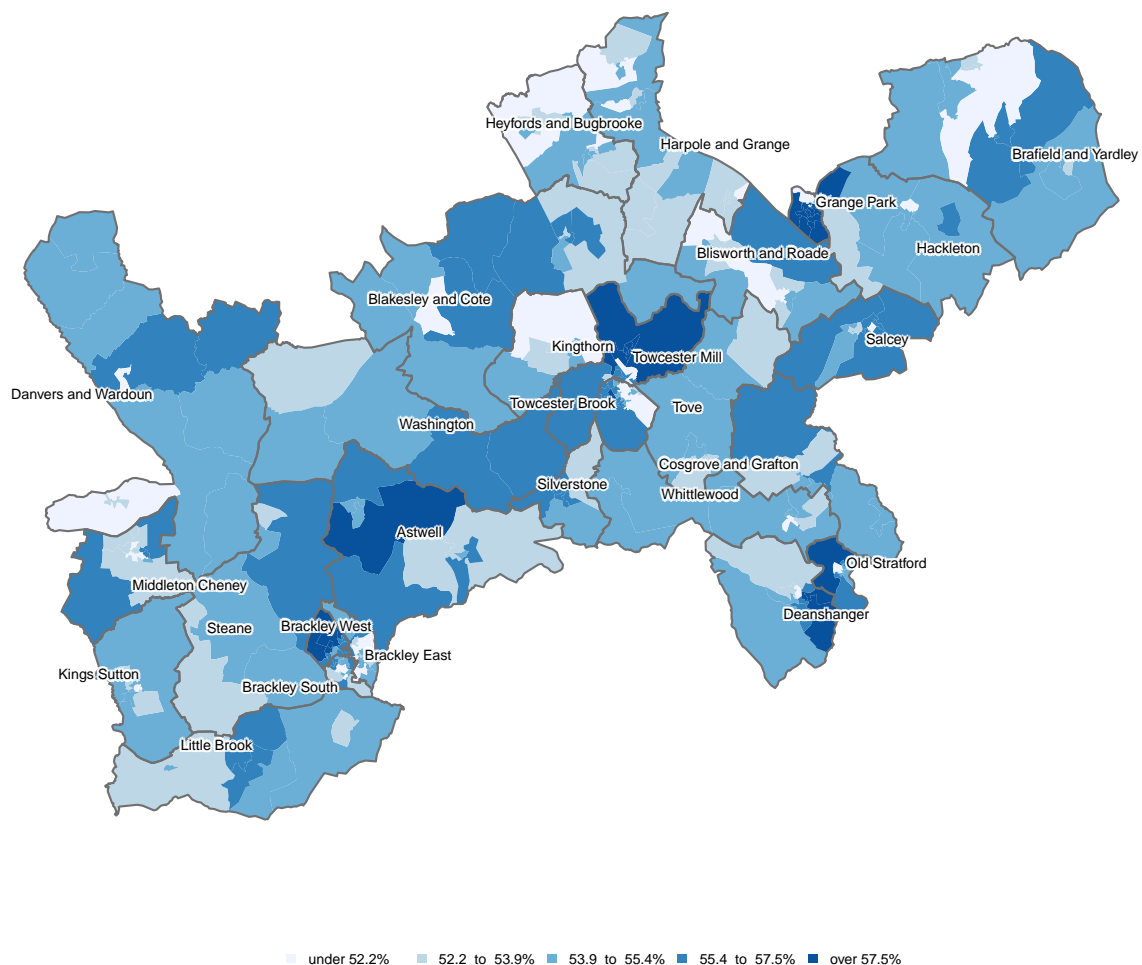 Heyfords and Bugbrooke
Harpole and Grange
Brafield and Yardley
Grange Park
Hackleton
Blisworth and Roade
Blakesley and Cote
Salcey
Kingthorn
Towcester Mill
Danvers and Wardoun
Towcester Brook
Tove
Washington
Cosgrove and Grafton
Silverstone
Whittlewood
Astwell
Old Stratford
Middleton Cheney
Deanshanger
Steane
Brackley West
Brackley East
Kings Sutton
Brackley South
Little Brook
under 52.2% 52.2 to 53.9% 53.9 to 55.4% 55.4 to 57.5% over 57.5%